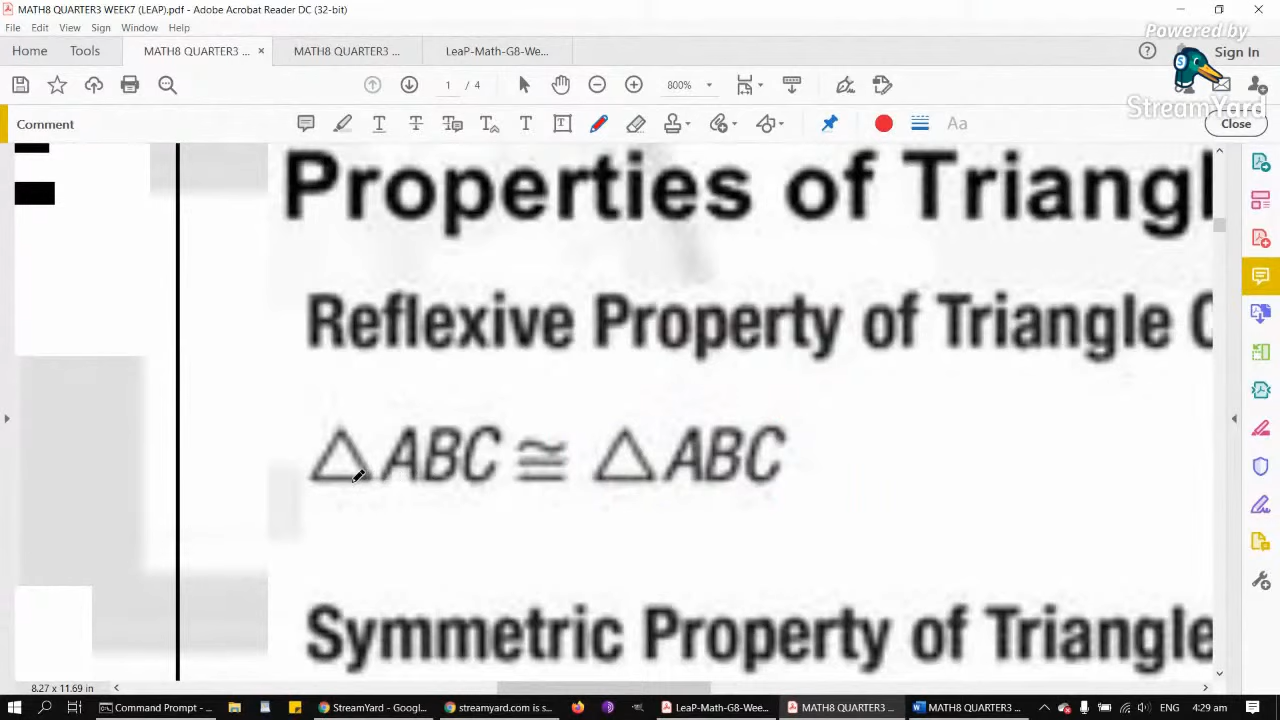 MATH8 QUARTER3 WEEK7 (LEAP).pdf - Adobe Acrobat Reader DC (32-bit)
File Edit View Sign Window Help
Powered by
StreamYard
Home Tools MATH8 QUARTER3 ... × MATH8 QUARTER3 ... LeaP-Math-G8-We... Sign In
1 / 4 800%
Comment Aa Close
Properties of Triangl
Reflexive Property of Triangle C
△ABC ≅ △ABC
Symmetric Property of Triangle
8.27 x 11.69 in
Command Prompt - ... StreamYard - Googl... streamyard.com is s... LeaP-Math-G8-Wee... MATH8 QUARTER3 ... MATH8 QUARTER3 ... 4:29 am